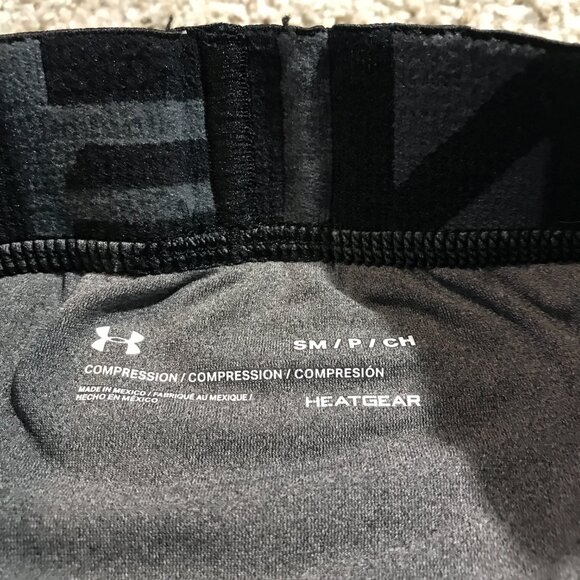 SM / P / CH
COMPRESSION / COMPRESSION / COMPRESIÓN
MADE IN MEXICO / FABRIQUÉ AU MEXIQUE /
HECHO EN MÉXICO
HEATGEAR